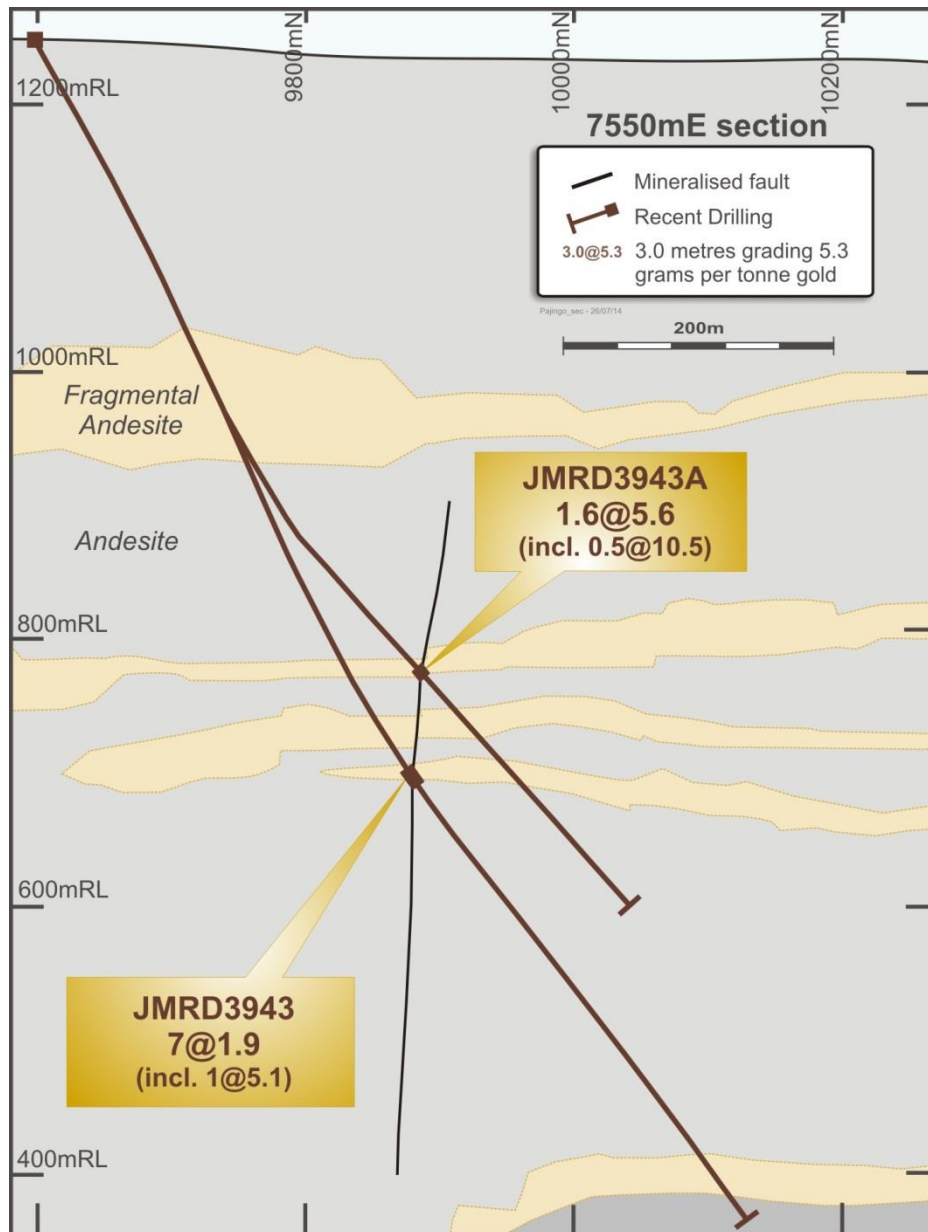 9800mN
10000mN
10200mN
1200mRL
7550mE section
Mineralised fault
Recent Drilling
3.0@5.3
3.0 metres grading 5.3
grams per tonne gold
Pajingo_sec - 26/07/14
200m
1000mRL
Fragmental
Andesite
JMRD3943A
1.6@5.6
(incl. 0.5@10.5)
Andesite
800mRL
600mRL
JMRD3943
7@1.9
(incl. 1@5.1)
400mRL